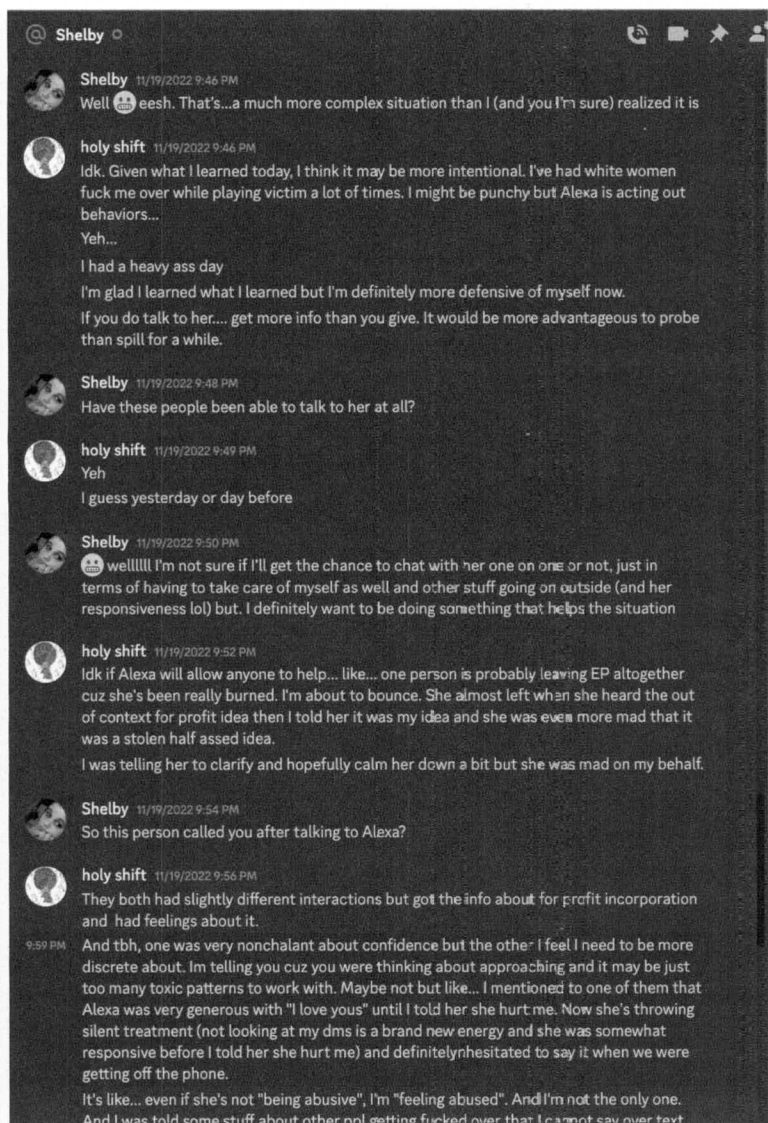 @ Shelby
Shelby 11/19/2022 9:46 PM
Well 😬 eesh. That's...a much more complex situation than I (and you I'm sure) realized it is
holy shift 11/19/2022 9:46 PM
Idk. Given what I learned today, I think it may be more intentional. I've had white women
fuck me over while playing victim a lot of times. I might be punchy but Alexa is acting out
behaviors...
Yeh...
I had a heavy ass day
I'm glad I learned what I learned but I'm definitely more defensive of myself now.
If you do talk to her.... get more info than you give. It would be more advantageous to probe
than spill for a while.
Shelby 11/19/2022 9:48 PM
Have these people been able to talk to her at all?
holy shift 11/19/2022 9:49 PM
Yeh
I guess yesterday or day before
Shelby 11/19/2022 9:50 PM
😬 wellllll I'm not sure if I'll get the chance to chat with her one on one or not, just in
terms of having to take care of myself as well and other stuff going on outside (and her
responsiveness lol) but. I definitely want to be doing something that helps the situation
holy shift 11/19/2022 9:52 PM
Idk if Alexa will allow anyone to help... like... one person is probably leaving EP altogether
cuz she's been really burned. I'm about to bounce. She almost left when she heard the out
of context for profit idea then I told her it was my idea and she was even more mad that it
was a stolen half assed idea.
I was telling her to clarify and hopefully calm her down a bit but she was mad on my behalf.
Shelby 11/19/2022 9:54 PM
So this person called you after talking to Alexa?
holy shift 11/19/2022 9:56 PM
They both had slightly different interactions but got the info about for profit incorporation
and had feelings about it.
9:59 PM And tbh, one was very nonchalant about confidence but the other I feel I need to be more
discrete about. Im telling you cuz you were thinking about approaching and it may be just
too many toxic patterns to work with. Maybe not but like... I mentioned to one of them that
Alexa was very generous with "I love yous" until I told her she hurt me. Now she's throwing
silent treatment (not looking at my dms is a brand new energy and she was somewhat
responsive before I told her she hurt me) and definitelynhesitated to say it when we were
getting off the phone.
It's like... even if she's not "being abusive", I'm "feeling abused". And I'm not the only one.
And I was told some stuff about other ppl getting fucked over that I cannot say over text